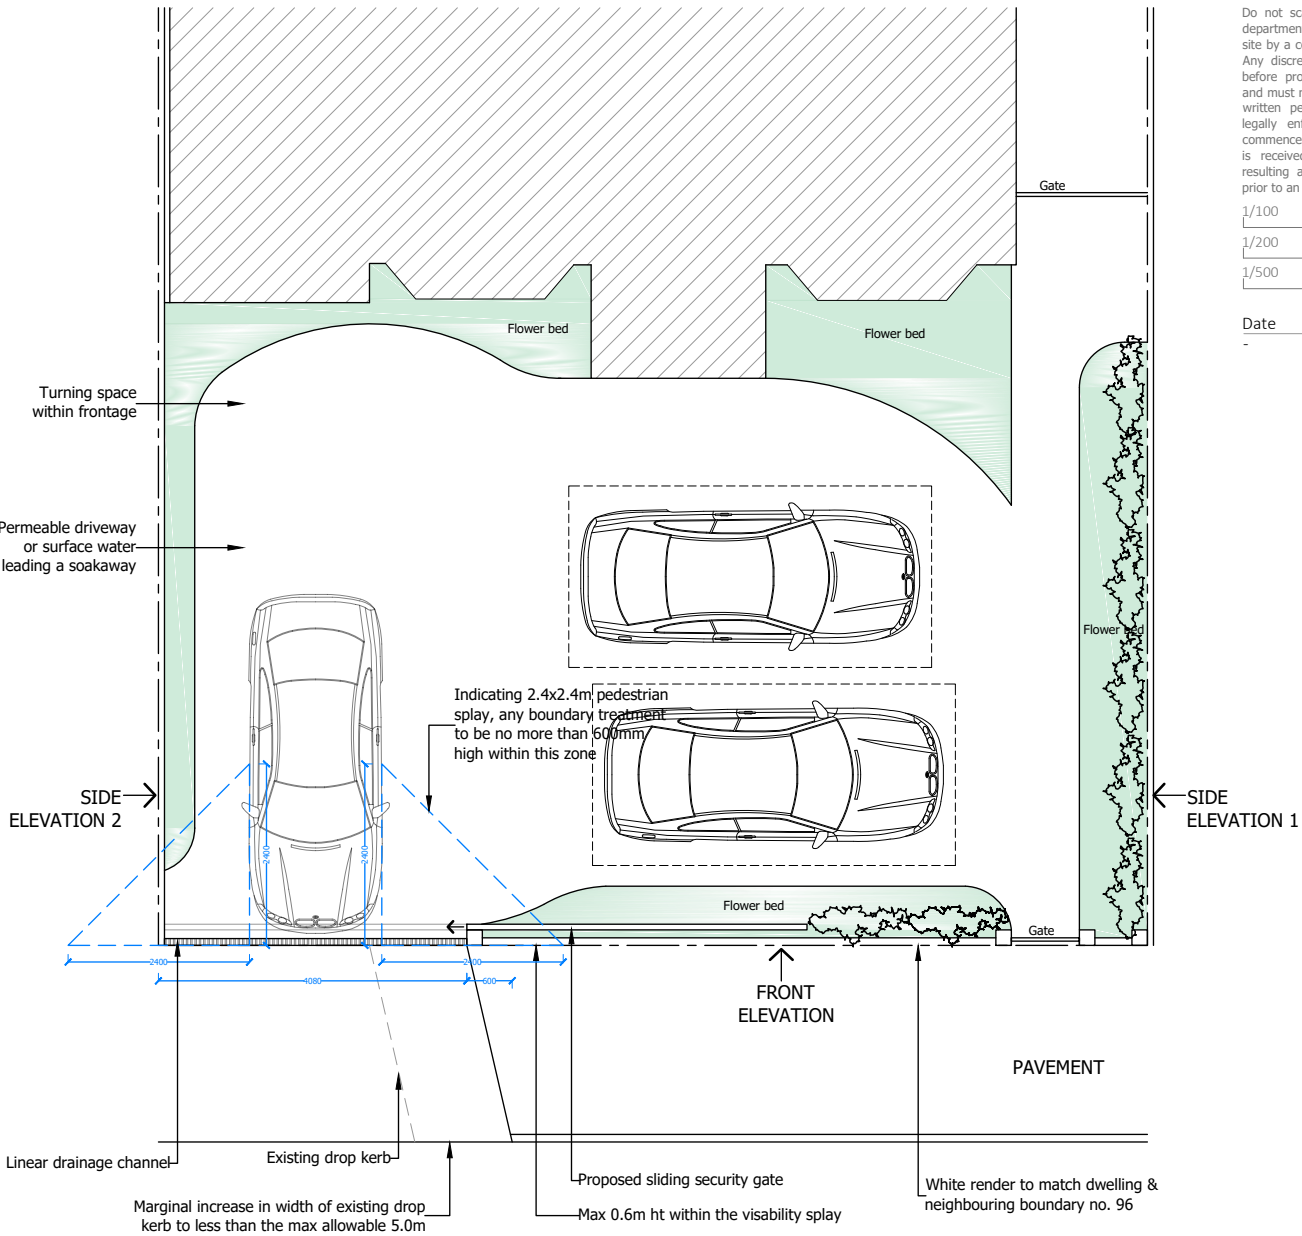 Do not sc
departmen
site by a c
Any discre
before pro
and must r
written pe
legally en
commence
is received
resulting a
prior to an
1/100
1/200
1/500
Date
-
Gate
Flower bed
Flower bed
Turning space
within frontage
Permeable driveway
or surface water
leading a soakaway
Flower bed
Indicating 2.4x2.4m pedestrian
splay, any boundary treatment
to be no more than 600mm
high within this zone
SIDE
ELEVATION 2
SIDE
ELEVATION 1
2400
2400
Flower bed
Gate
2400
2400
4080
600
FRONT
ELEVATION
PAVEMENT
Linear drainage channel
Existing drop kerb
Marginal increase in width of existing drop
kerb to less than the max allowable 5.0m
Proposed sliding security gate
Max 0.6m ht within the visability splay
White render to match dwelling &
neighbouring boundary no. 96